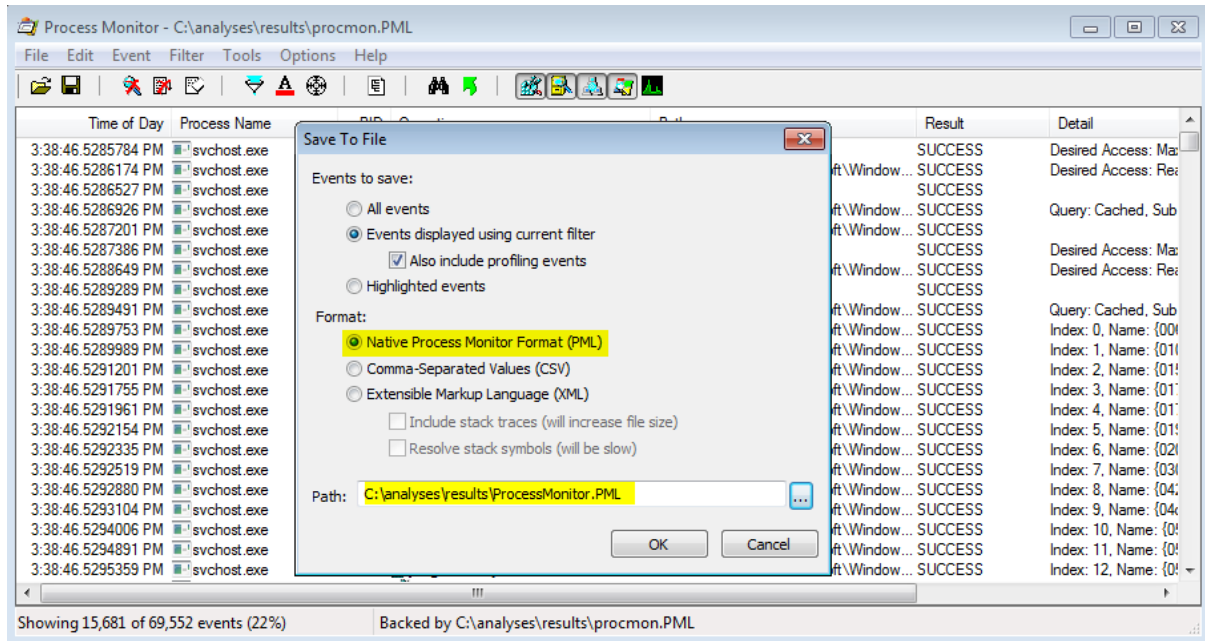 Process Monitor - C:\analyses\results\procmon.PML
File Edit Event Filter Tools Options Help
Time of Day Process Name Result Detail
3:38:46.5285784 PM svchost.exe SUCCESS Desired Access: Max
3:38:46.5286174 PM svchost.exe ft\Window... SUCCESS Desired Access: Rea
3:38:46.5286527 PM svchost.exe SUCCESS
3:38:46.5286926 PM svchost.exe ft\Window... SUCCESS Query: Cached, Sub
3:38:46.5287201 PM svchost.exe ft\Window... SUCCESS
3:38:46.5287386 PM svchost.exe SUCCESS Desired Access: Max
3:38:46.5288649 PM svchost.exe ft\Window... SUCCESS Desired Access: Rea
3:38:46.5289289 PM svchost.exe SUCCESS
3:38:46.5289491 PM svchost.exe ft\Window... SUCCESS Query: Cached, Sub
3:38:46.5289753 PM svchost.exe ft\Window... SUCCESS Index: 0, Name: {00
3:38:46.5289989 PM svchost.exe ft\Window... SUCCESS Index: 1, Name: {01
3:38:46.5291201 PM svchost.exe ft\Window... SUCCESS Index: 2, Name: {01
3:38:46.5291755 PM svchost.exe ft\Window... SUCCESS Index: 3, Name: {01
3:38:46.5291961 PM svchost.exe ft\Window... SUCCESS Index: 4, Name: {01
3:38:46.5292154 PM svchost.exe ft\Window... SUCCESS Index: 5, Name: {01
3:38:46.5292335 PM svchost.exe ft\Window... SUCCESS Index: 6, Name: {02
3:38:46.5292519 PM svchost.exe ft\Window... SUCCESS Index: 7, Name: {03
3:38:46.5292880 PM svchost.exe ft\Window... SUCCESS Index: 8, Name: {04
3:38:46.5293104 PM svchost.exe ft\Window... SUCCESS Index: 9, Name: {04
3:38:46.5294006 PM svchost.exe ft\Window... SUCCESS Index: 10, Name: {0
3:38:46.5294891 PM svchost.exe ft\Window... SUCCESS Index: 11, Name: {0
3:38:46.5295359 PM svchost.exe ft\Window... SUCCESS Index: 12, Name: {0
Save To File
Events to save:
All events
Events displayed using current filter
Also include profiling events
Highlighted events
Format:
Native Process Monitor Format (PML)
Comma-Separated Values (CSV)
Extensible Markup Language (XML)
Include stack traces (will increase file size)
Resolve stack symbols (will be slow)
Path: C:\analyses\results\ProcessMonitor.PML ...
OK Cancel
Showing 15,681 of 69,552 events (22%) Backed by C:\analyses\results\procmon.PML